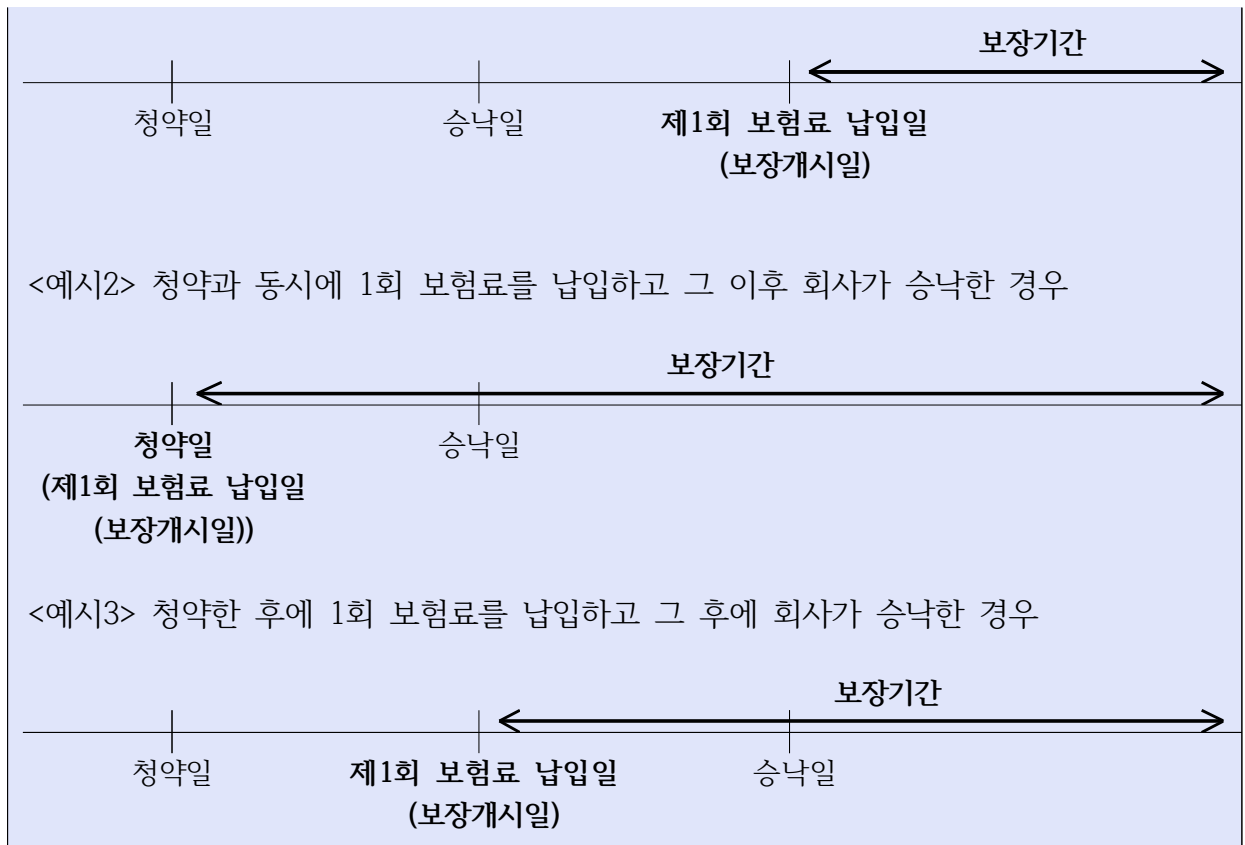 보장기간
청약일 승낙일 제1회 보험료 납입일
(보장개시일)
<예시2> 청약과 동시에 1회 보험료를 납입하고 그 이후 회사가 승낙한 경우
보장기간
청약일 승낙일
(제1회 보험료 납입일
(보장개시일))
<예시3> 청약한 후에 1회 보험료를 납입하고 그 후에 회사가 승낙한 경우
보장기간
청약일 제1회 보험료 납입일 승낙일
(보장개시일)